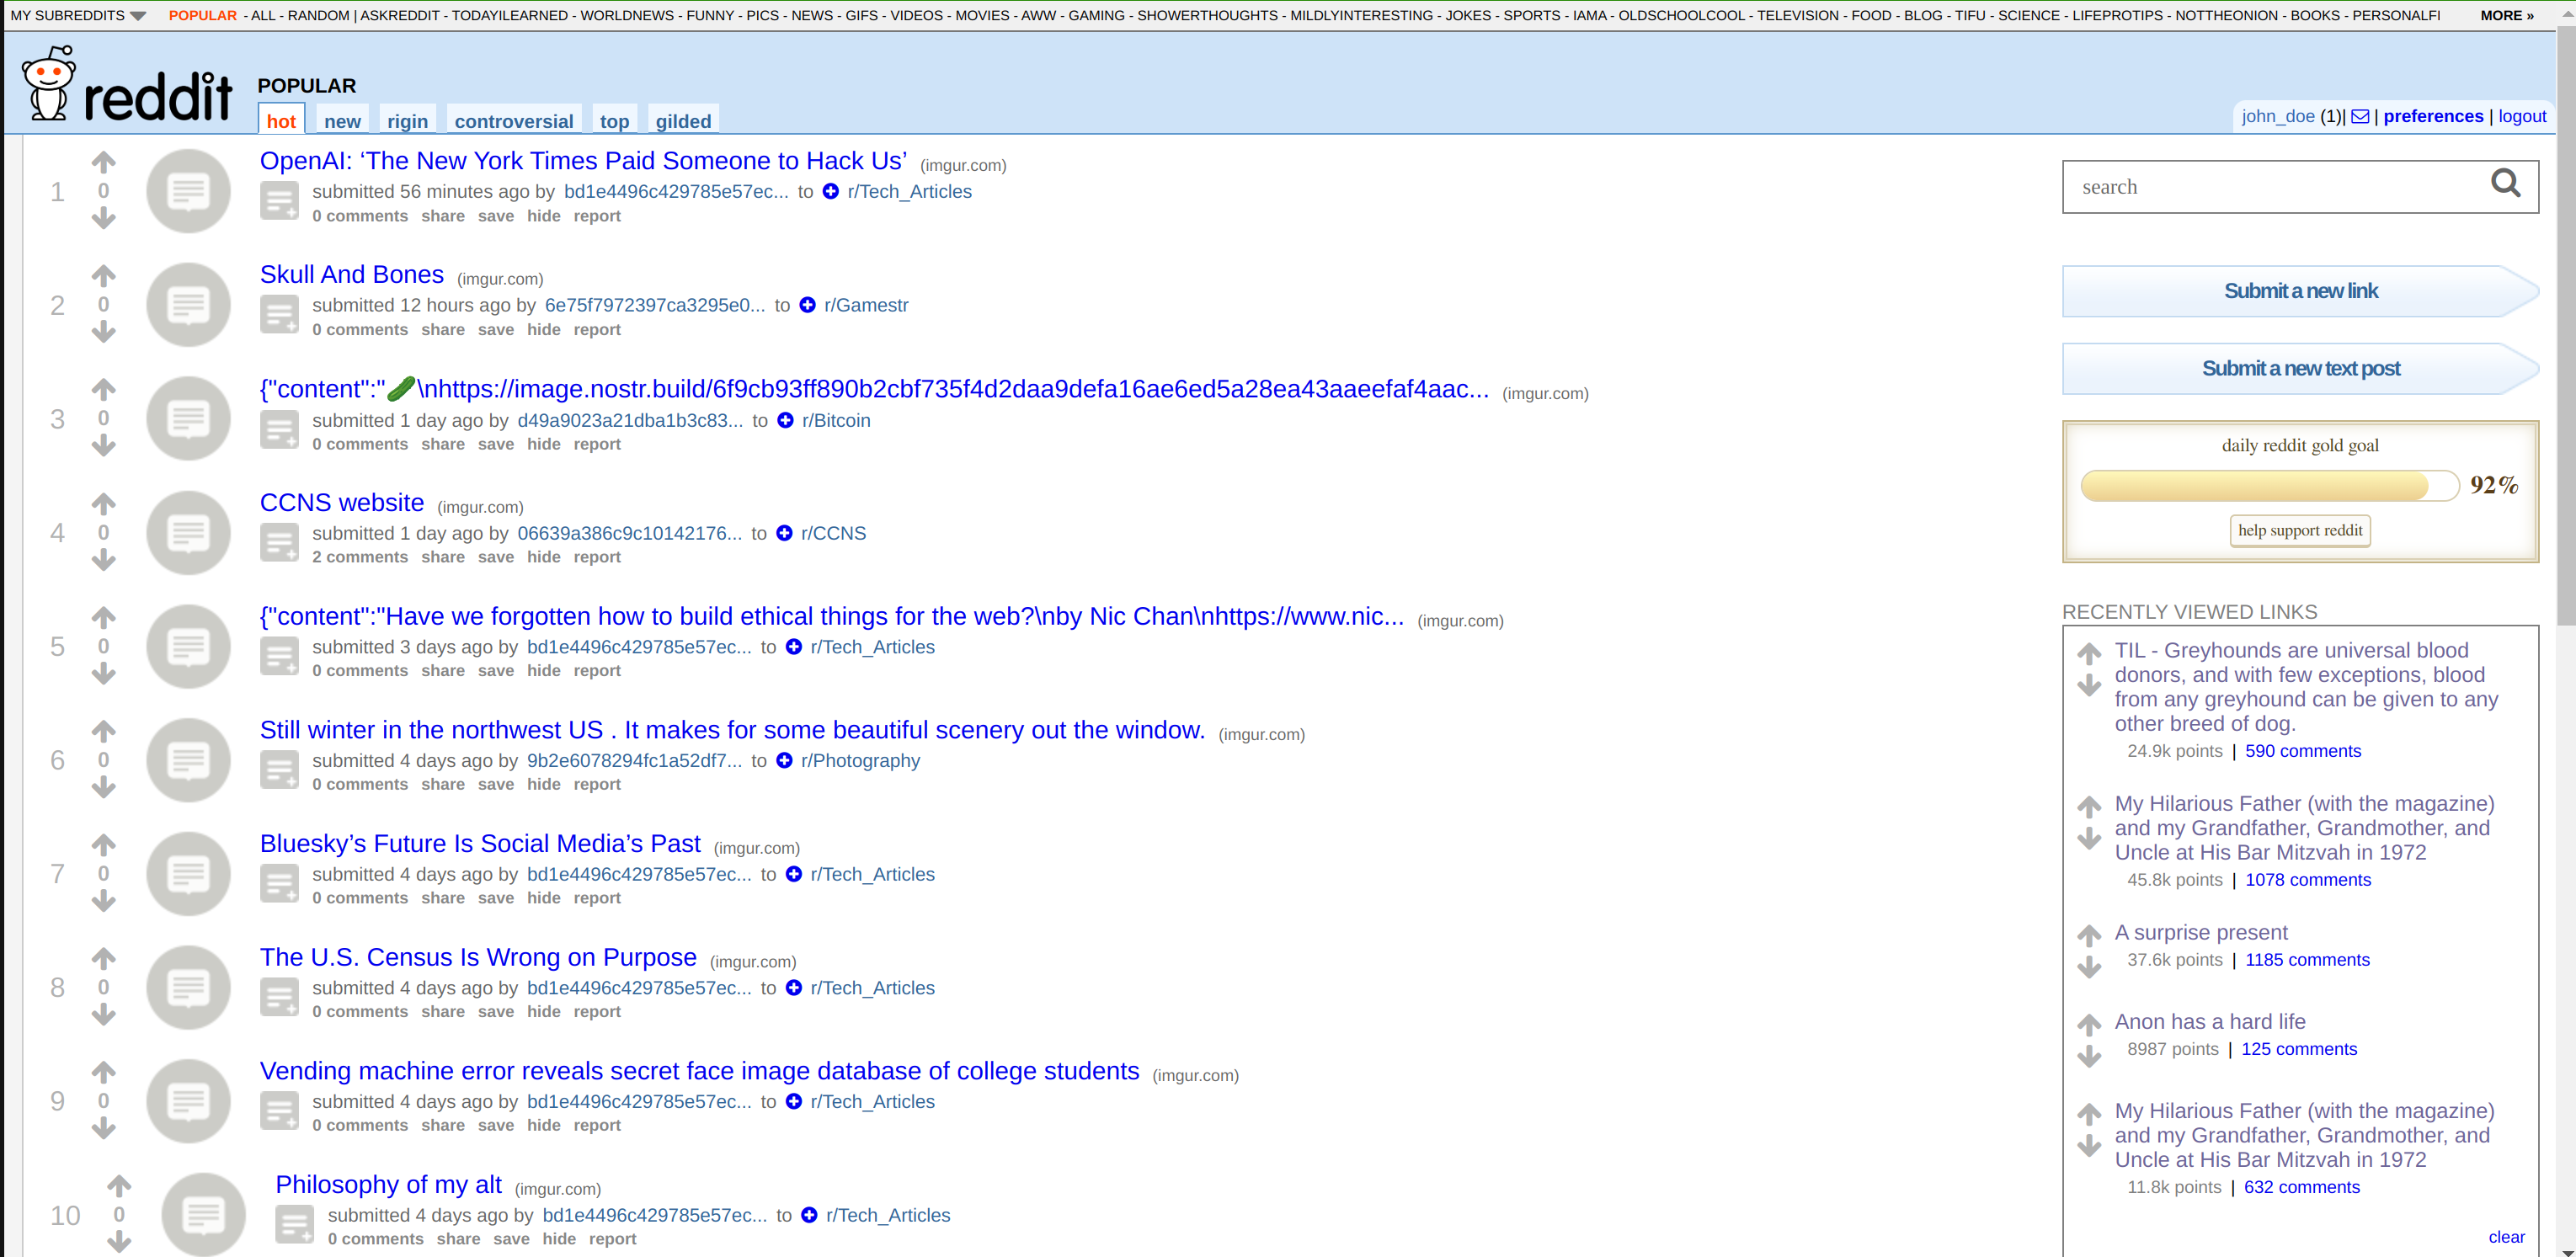 MY SUBREDDITS POPULAR - ALL - RANDOM | ASKREDDIT - TODAYILEARNED - WORLDNEWS - FUNNY - PICS - NEWS - GIFS - VIDEOS - MOVIES - AWW - GAMING - SHOWERTHOUGHTS - MILDLYINTERESTING - JOKES - SPORTS - IAMA - OLDSCHOOLCOOL - TELEVISION - FOOD - BLOG - TIFU - SCIENCE - LIFEPROTIPS - NOTTHEONION - BOOKS - PERSONALFI MORE »
reddit POPULAR
hot new rigin controversial top gilded
john_doe (1)| | preferences | logout
1
0
OpenAI: ‘The New York Times Paid Someone to Hack Us’ (imgur.com)
submitted 56 minutes ago by bd1e4496c429785e57ec... to r/Tech_Articles
0 comments share save hide report
2
0
Skull And Bones (imgur.com)
submitted 12 hours ago by 6e75f7972397ca3295e0... to r/Gamestr
0 comments share save hide report
3
0
{"content":"🥒\nhttps://image.nostr.build/6f9cb93ff890b2cbf735f4d2daa9defa16ae6ed5a28ea43aaeefaf4aac... (imgur.com)
submitted 1 day ago by d49a9023a21dba1b3c83... to r/Bitcoin
0 comments share save hide report
4
0
CCNS website (imgur.com)
submitted 1 day ago by 06639a386c9c10142176... to r/CCNS
2 comments share save hide report
5
0
{"content":"Have we forgotten how to build ethical things for the web?\nby Nic Chan\nhttps://www.nic... (imgur.com)
submitted 3 days ago by bd1e4496c429785e57ec... to r/Tech_Articles
0 comments share save hide report
6
0
Still winter in the northwest US . It makes for some beautiful scenery out the window. (imgur.com)
submitted 4 days ago by 9b2e6078294fc1a52df7... to r/Photography
0 comments share save hide report
7
0
Bluesky’s Future Is Social Media’s Past (imgur.com)
submitted 4 days ago by bd1e4496c429785e57ec... to r/Tech_Articles
0 comments share save hide report
8
0
The U.S. Census Is Wrong on Purpose (imgur.com)
submitted 4 days ago by bd1e4496c429785e57ec... to r/Tech_Articles
0 comments share save hide report
9
0
Vending machine error reveals secret face image database of college students (imgur.com)
submitted 4 days ago by bd1e4496c429785e57ec... to r/Tech_Articles
0 comments share save hide report
10
0
Philosophy of my alt (imgur.com)
submitted 4 days ago by bd1e4496c429785e57ec... to r/Tech_Articles
0 comments share save hide report
search
Submit a new link
Submit a new text post
daily reddit gold goal
92%
help support reddit
RECENTLY VIEWED LINKS
TIL - Greyhounds are universal blood
donors, and with few exceptions, blood
from any greyhound can be given to any
other breed of dog.
24.9k points | 590 comments
My Hilarious Father (with the magazine)
and my Grandfather, Grandmother, and
Uncle at His Bar Mitzvah in 1972
45.8k points | 1078 comments
A surprise present
37.6k points | 1185 comments
Anon has a hard life
8987 points | 125 comments
My Hilarious Father (with the magazine)
and my Grandfather, Grandmother, and
Uncle at His Bar Mitzvah in 1972
11.8k points | 632 comments
clear